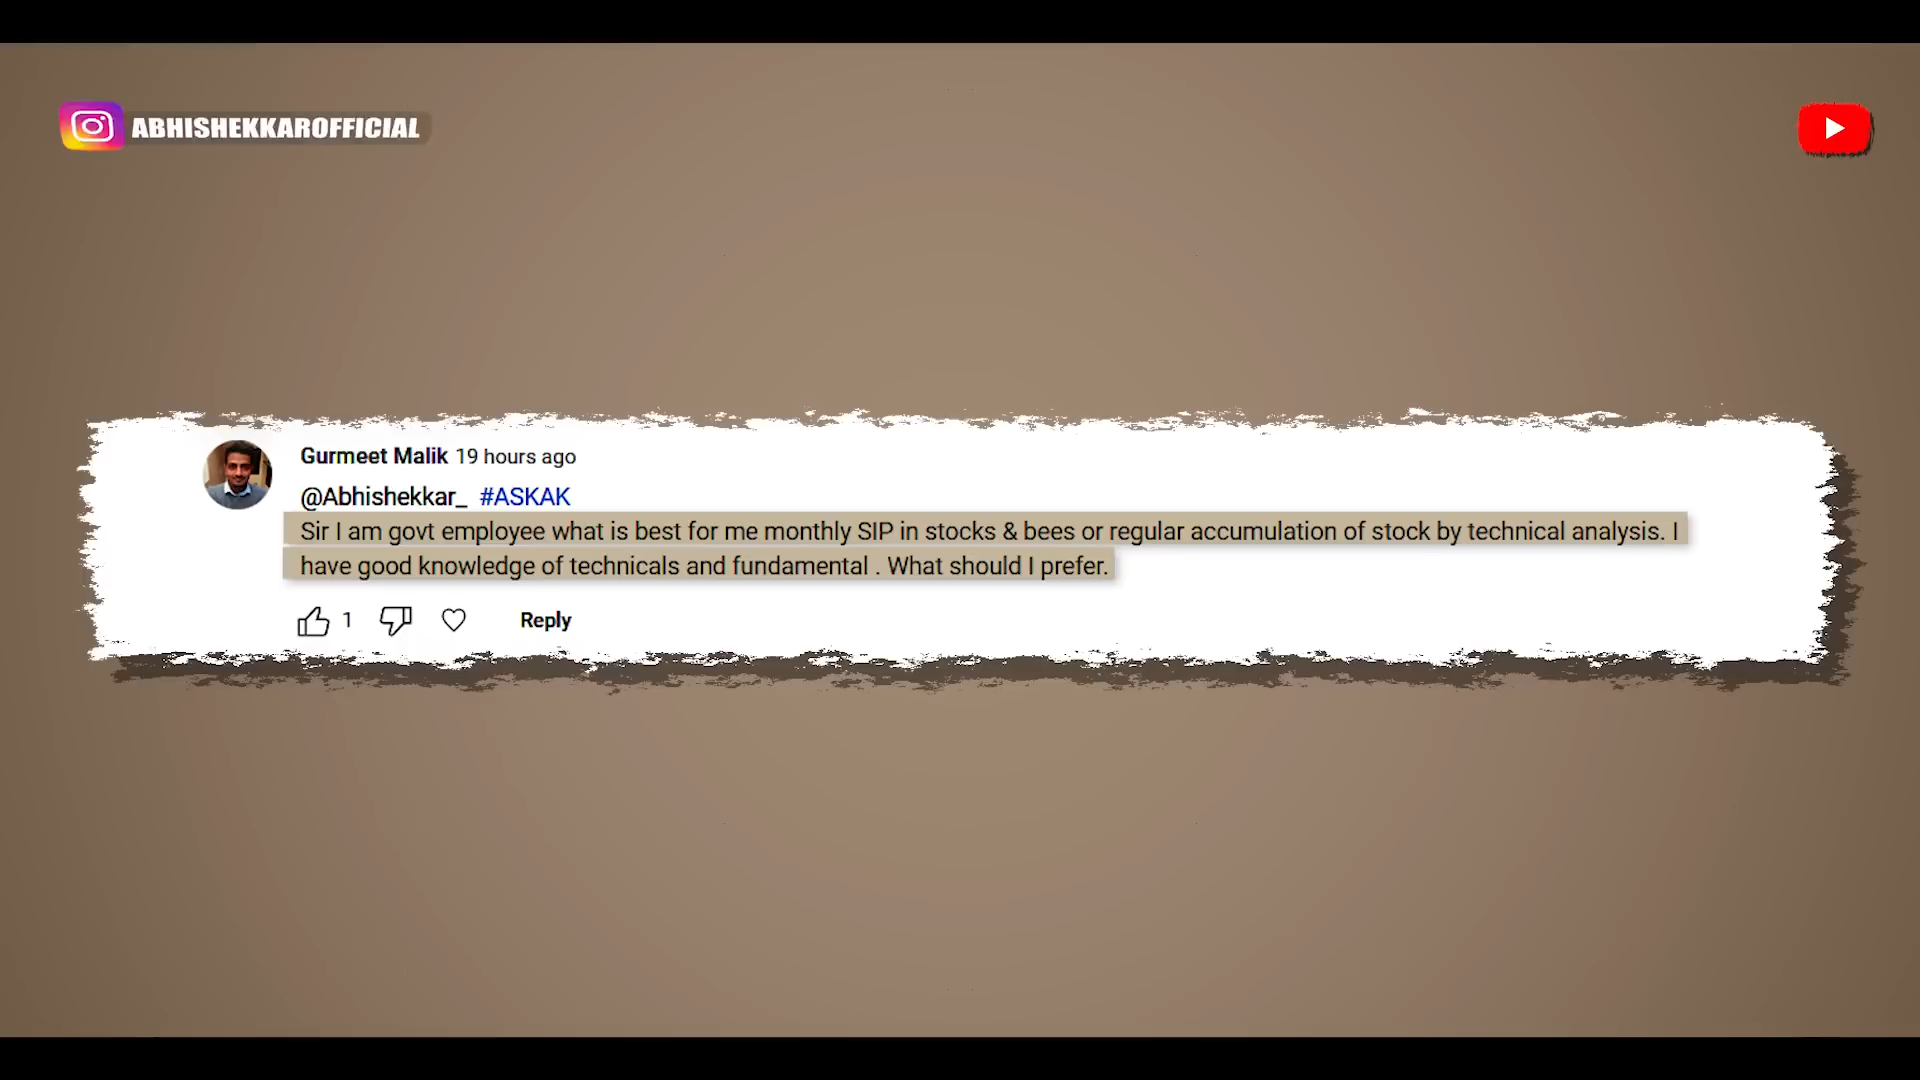 ABHISHEKKAROFFICIAL
Gurmeet Malik 19 hours ago
@Abhishekkar_ #ASKAK
Sir I am govt employee what is best for me monthly SIP in stocks & bees or regular accumulation of stock by technical analysis. I
have good knowledge of technicals and fundamental . What should I prefer.
1 Reply